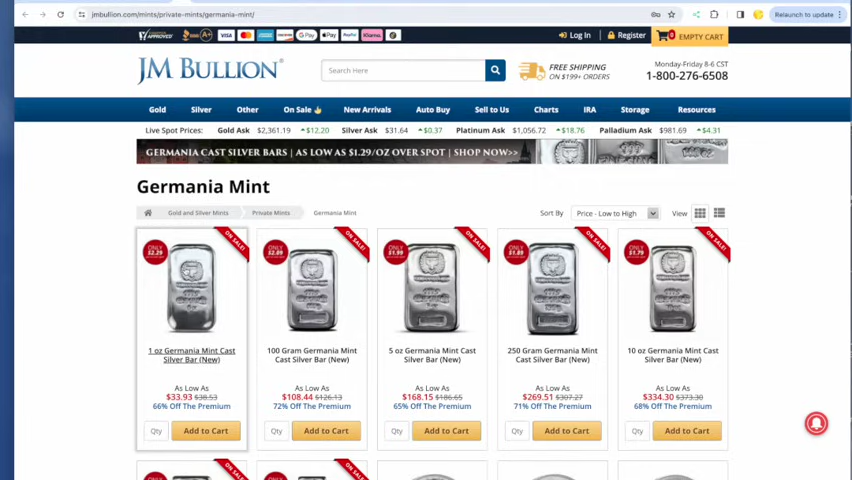 jmbullion.com/mints/private-mints/germania-mint/
Relaunch to update
APPROVED
A+
VISA
G Pay
Pay
PayPal
Klarna
Log In
Register
0 EMPTY CART
JM BULLION
Search Here
FREE SHIPPING
ON $199+ ORDERS
Monday-Friday 8-6 CST
1-800-276-6508
Gold Silver Other On Sale New Arrivals Auto Buy Sell to Us Charts IRA Storage Resources
Live Spot Prices: Gold Ask $2,361.19 $12.20 Silver Ask $31.64 $0.37 Platinum Ask $1,056.72 $18.76 Palladium Ask $981.69 $4.31
GERMANIA CAST SILVER BARS | AS LOW AS $1.29/OZ OVER SPOT | SHOP NOW>>
Germania Mint
Gold and Silver Mints Private Mints Germania Mint
Sort By Price - Low to High View
ONLY $2.29 ON SALE!
ONLY $2.09 ON SALE!
ONLY $1.99 ON SALE!
ONLY $1.89 ON SALE!
ONLY $1.79 ON SALE!
1 oz Germania Mint Cast
Silver Bar (New)
As Low As
$33.93 $38.53
66% Off The Premium
Qty Add to Cart
100 Gram Germania Mint
Cast Silver Bar (New)
As Low As
$108.44 $126.13
72% Off The Premium
Qty Add to Cart
5 oz Germania Mint Cast
Silver Bar (New)
As Low As
$168.15 $186.65
65% Off The Premium
Qty Add to Cart
250 Gram Germania Mint
Cast Silver Bar (New)
As Low As
$269.51 $307.27
71% Off The Premium
Qty Add to Cart
10 oz Germania Mint Cast
Silver Bar (New)
As Low As
$334.30 $373.30
68% Off The Premium
Qty Add to Cart
ON SALE!
ON SALE!